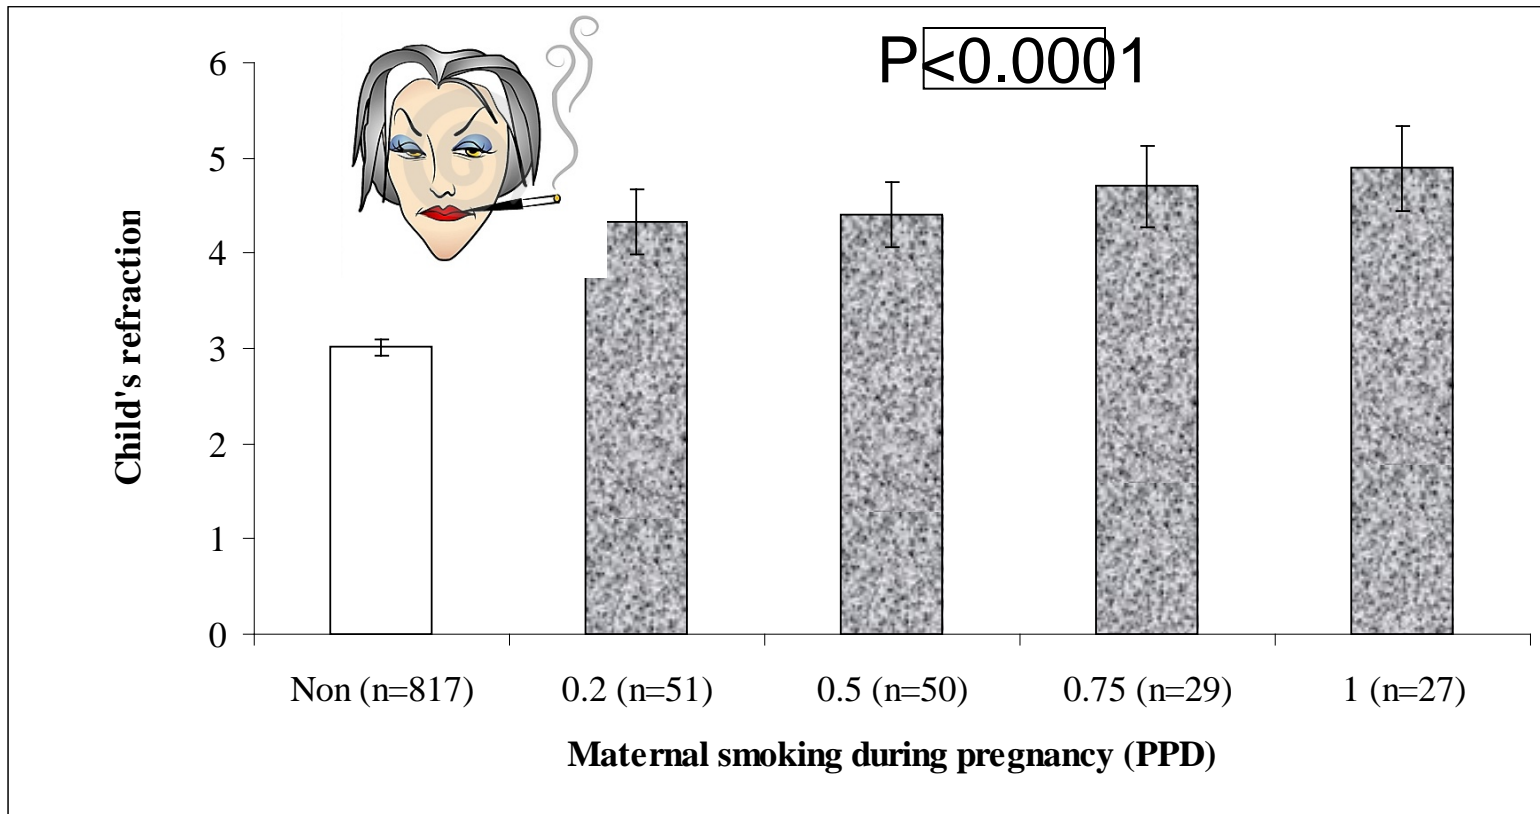 P<0.0001
6
5
4
3
2
1
0
Child's refraction
Non (n=817) 0.2 (n=51) 0.5 (n=50) 0.75 (n=29) 1 (n=27)
Maternal smoking during pregnancy (PPD)